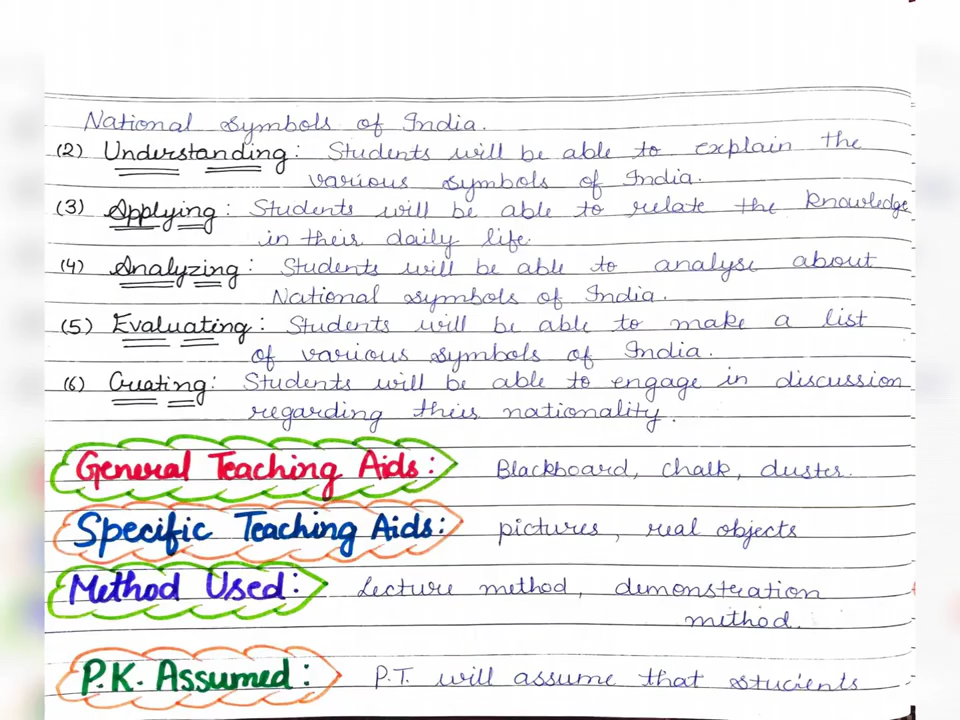 National symbols of India.
(2) Understanding: Students will be able to explain the
various symbols of India.
(3) Applying: Students will be able to relate the knowledge
in their daily life.
(4) Analyzing: Students will be able to analyse about
National symbols of India.
(5) Evaluating: Students will be able to make a list
of various symbols of India.
(6) Creating: Students will be able to engage in discussion
regarding their nationality.
General Teaching Aids: Blackboard, chalk, duster.
Specific Teaching Aids: pictures, real objects
Method Used: Lecture method, demonstration
method.
P.K. Assumed: P.T. will assume that students